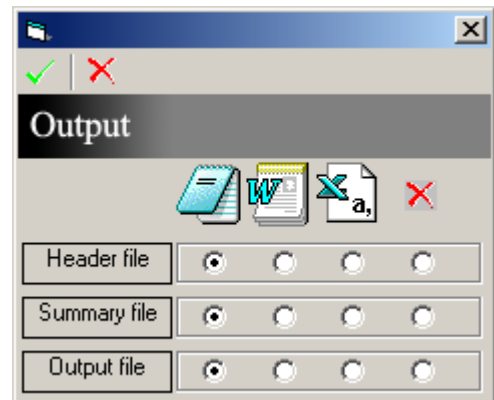 Output
W
X a,
Header file
Summary file
Output file